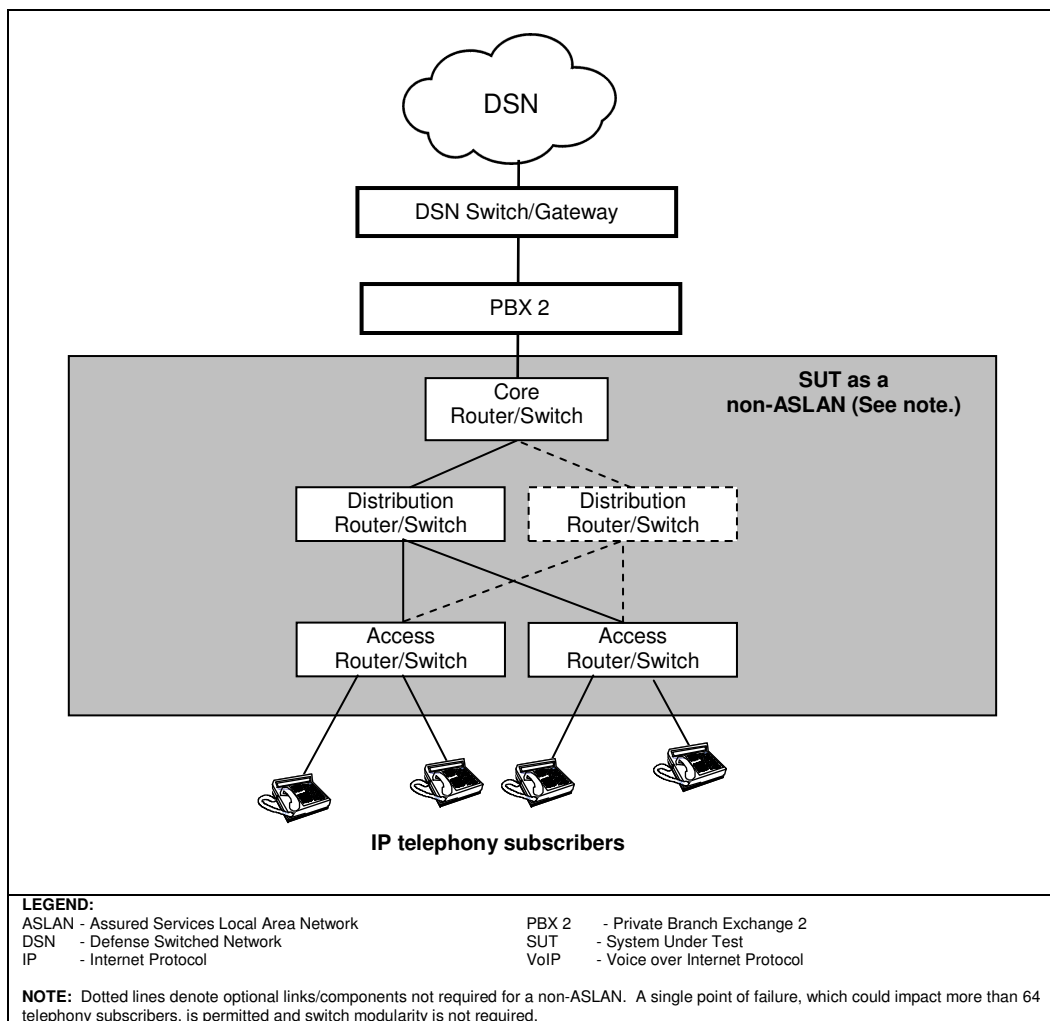 DSN
DSN Switch/Gateway
PBX 2
SUT as a
non-ASLAN (See note.)
Core
Router/Switch
Distribution
Router/Switch
Distribution
Router/Switch
Access
Router/Switch
Access
Router/Switch
IP telephony subscribers
LEGEND:
ASLAN - Assured Services Local Area Network
DSN - Defense Switched Network
IP - Internet Protocol
PBX 2 - Private Branch Exchange 2
SUT - System Under Test
VoIP - Voice over Internet Protocol
NOTE: Dotted lines denote optional links/components not required for a non-ASLAN. A single point of failure, which could impact more than 64
telephony subscribers, is permitted and switch modularity is not required.